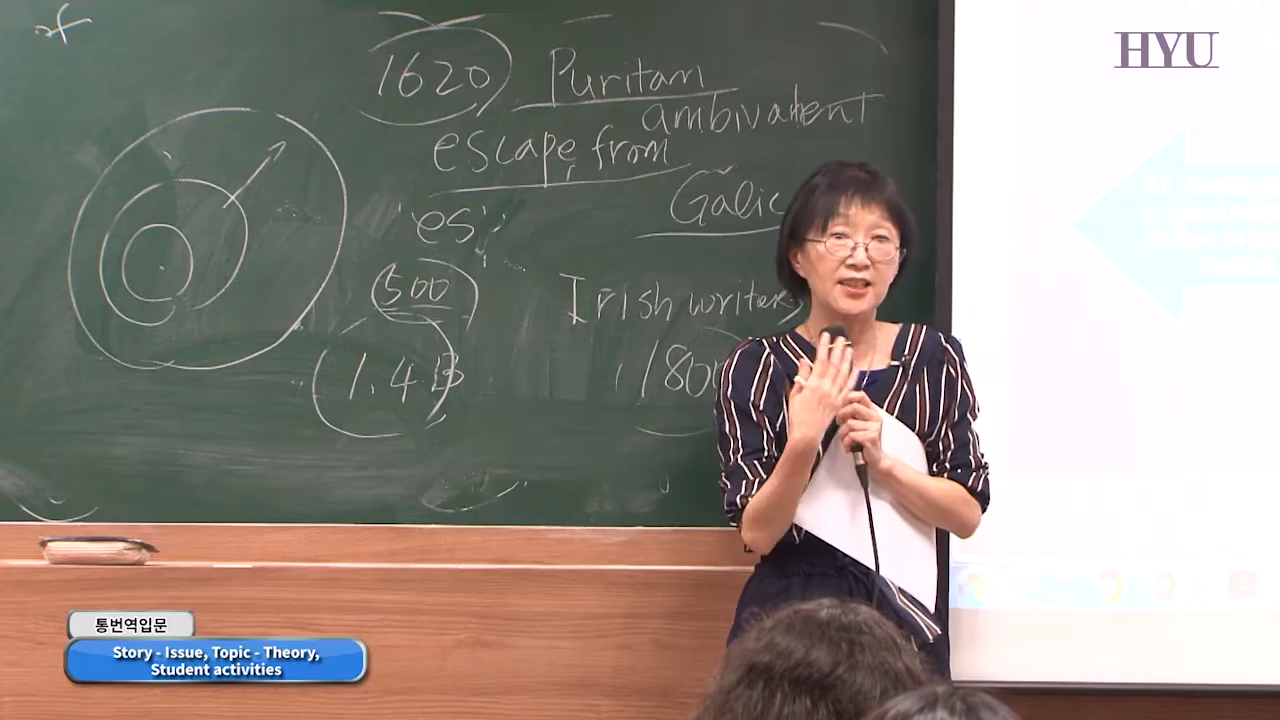 1620 Puritam
ambivalent
escape from
Galic
es
500
Irish writers
1.4B
1800
HYU
통번역입문
Story - Issue, Topic - Theory,
Student activities